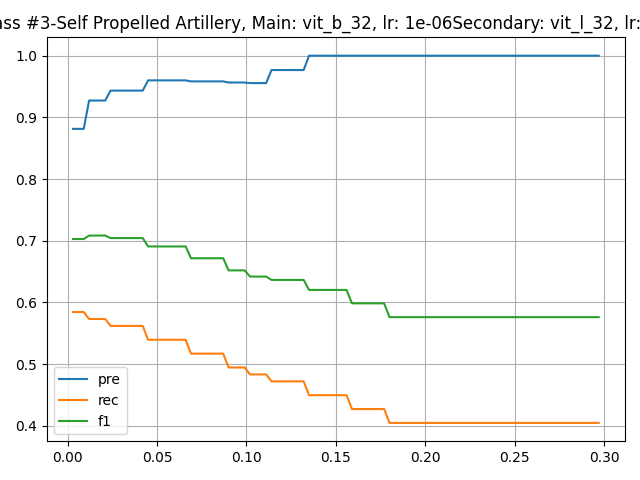 ass #3-Self Propelled Artillery, Main: vit_b_32, lr: 1e-06Secondary: vit_l_32, lr:
1.0
0.9
0.8
0.7
0.6
0.5
0.4
pre
rec
f1
0.00 0.05 0.10 0.15 0.20 0.25 0.30